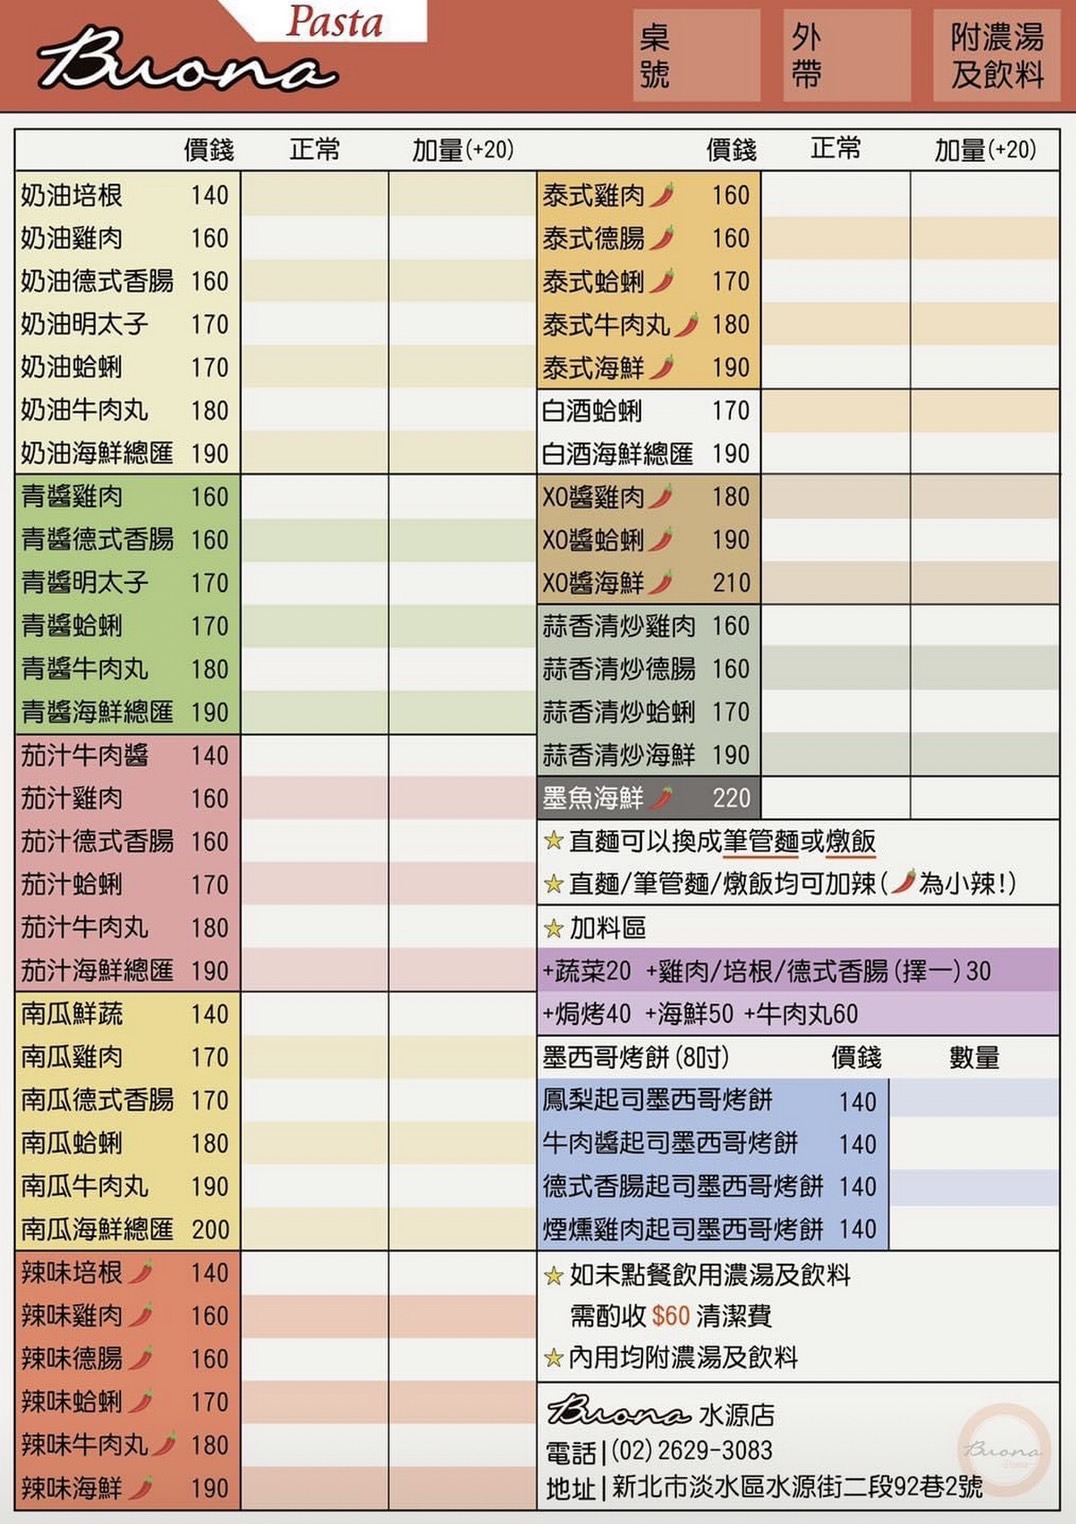 Pasta
Buona
桌號
外帶
附濃湯及飲料
價錢 正常 加量(+20)
奶油培根 140
奶油雞肉 160
奶油德式香腸 160
奶油明太子 170
奶油蛤蜊 170
奶油牛肉丸 180
奶油海鮮總匯 190
青醬雞肉 160
青醬德式香腸 160
青醬明太子 170
青醬蛤蜊 170
青醬牛肉丸 180
青醬海鮮總匯 190
茄汁牛肉醬 140
茄汁雞肉 160
茄汁德式香腸 160
茄汁蛤蜊 170
茄汁牛肉丸 180
茄汁海鮮總匯 190
南瓜鮮蔬 140
南瓜雞肉 170
南瓜德式香腸 170
南瓜蛤蜊 180
南瓜牛肉丸 190
南瓜海鮮總匯 200
辣味培根🌶 140
辣味雞肉🌶 160
辣味德腸🌶 160
辣味蛤蜊🌶 170
辣味牛肉丸🌶 180
辣味海鮮🌶 190
價錢 正常 加量(+20)
泰式雞肉🌶 160
泰式德腸🌶 160
泰式蛤蜊🌶 170
泰式牛肉丸🌶 180
泰式海鮮🌶 190
白酒蛤蜊 170
白酒海鮮總匯 190
XO醬雞肉🌶 180
XO醬蛤蜊🌶 190
XO醬海鮮🌶 210
蒜香清炒雞肉 160
蒜香清炒德腸 160
蒜香清炒蛤蜊 170
蒜香清炒海鮮 190
墨魚海鮮🌶 220
☆直麵可以換成筆管麵或燉飯
☆直麵/筆管麵/燉飯均可加辣(🌶為小辣!)
☆加料區
+蔬菜20 +雞肉/培根/德式香腸(擇一)30
+焗烤40 +海鮮50 +牛肉丸60
墨西哥烤餅(8吋) 價錢 數量
鳳梨起司墨西哥烤餅 140
牛肉醬起司墨西哥烤餅 140
德式香腸起司墨西哥烤餅 140
煙燻雞肉起司墨西哥烤餅 140
☆如未點餐飲用濃湯及飲料
需酌收$60清潔費
☆內用均附濃湯及飲料
Buona 水源店
電話|(02)2629-3083
地址|新北市淡水區水源街二段92巷2號
Buona